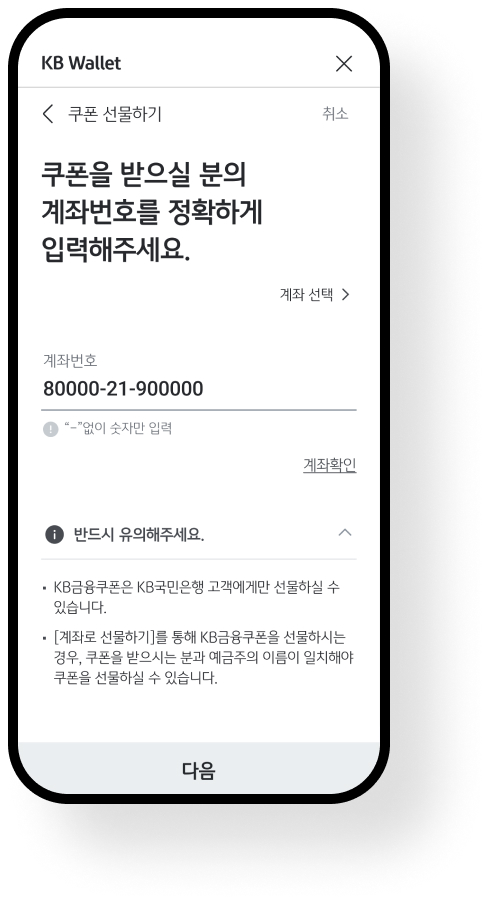 KB Wallet
쿠폰 선물하기 취소
쿠폰을 받으실 분의
계좌번호를 정확하게
입력해주세요.
계좌 선택
계좌번호
80000-21-900000
“-”없이 숫자만 입력
계좌확인
반드시 유의해주세요.
• KB금융쿠폰은 KB국민은행 고객에게만 선물하실 수
있습니다.
• [계좌로 선물하기]를 통해 KB금융쿠폰을 선물하시는
경우, 쿠폰을 받으시는 분과 예금주의 이름이 일치해야
쿠폰을 선물하실 수 있습니다.
다음